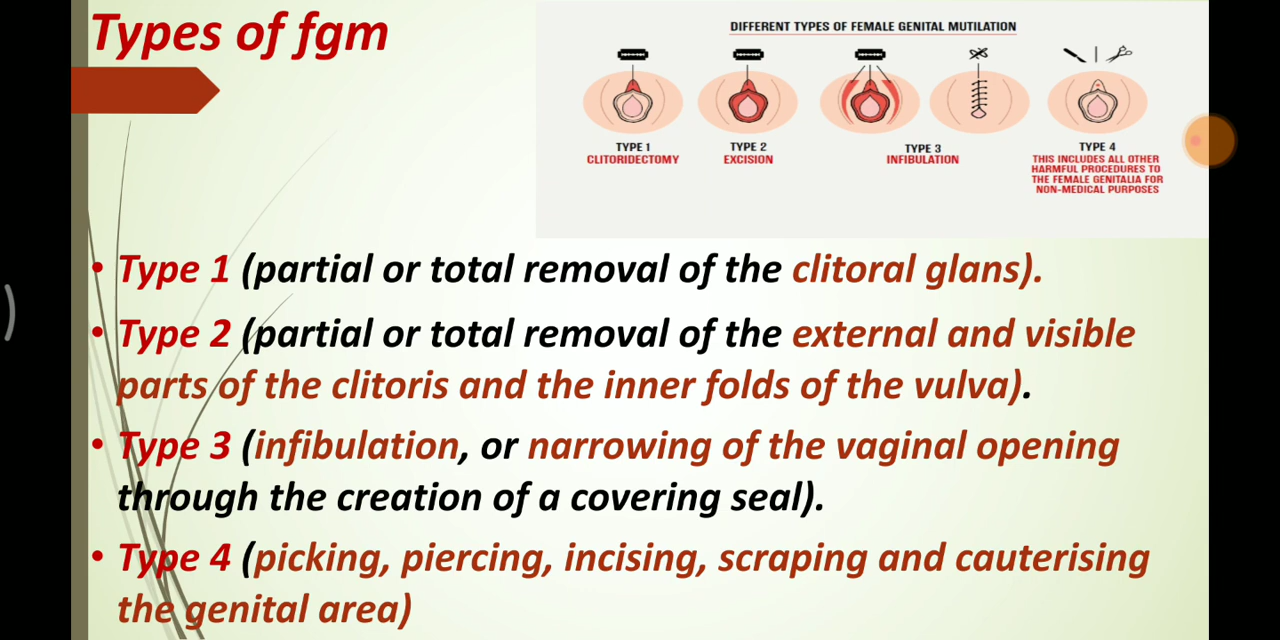 Types of fgm
DIFFERENT TYPES OF FEMALE GENITAL MUTILATION
TYPE 1
CLITORIDECTOMY
TYPE 2
EXCISION
TYPE 3
INFIBULATION
TYPE 4
THIS INCLUDES ALL OTHER
HARMFUL PROCEDURES TO
THE FEMALE GENITALIA FOR
NON-MEDICAL PURPOSES
• Type 1 (partial or total removal of the clitoral glans).
• Type 2 (partial or total removal of the external and visible
parts of the clitoris and the inner folds of the vulva).
• Type 3 (infibulation, or narrowing of the vaginal opening
through the creation of a covering seal).
• Type 4 (picking, piercing, incising, scraping and cauterising
the genital area)